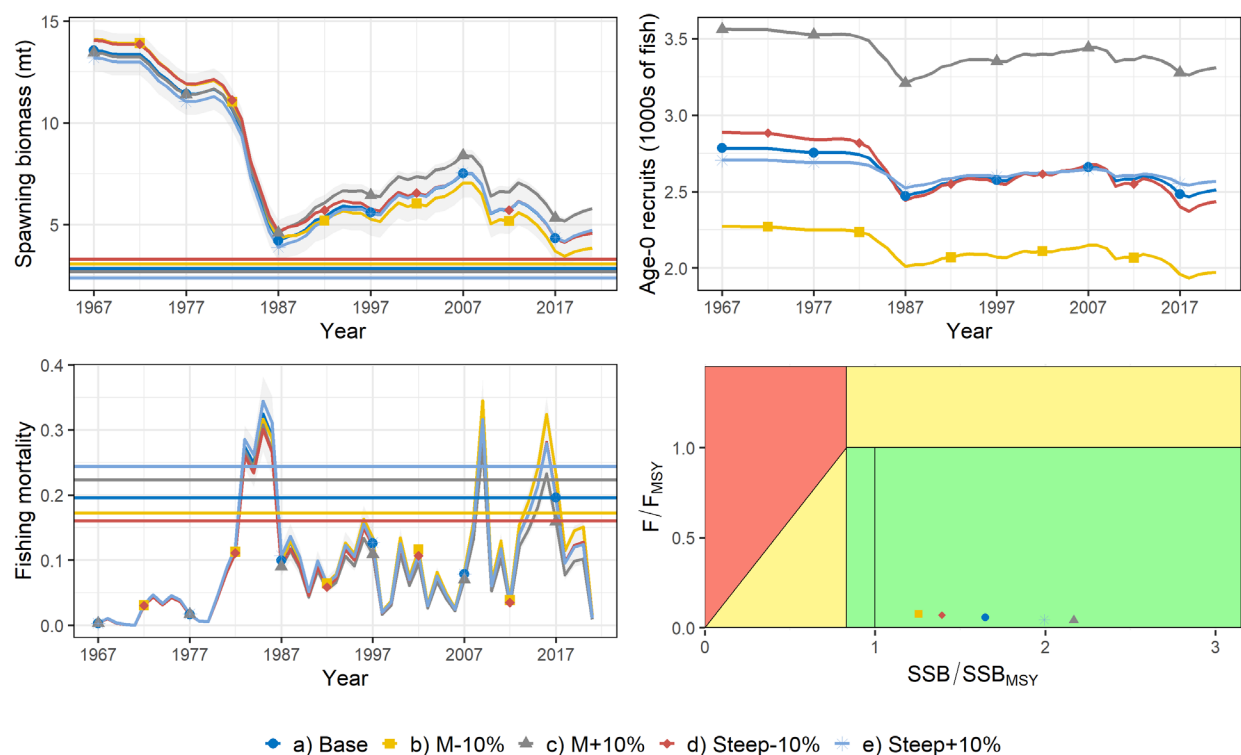 Spawning biomass (mt)
15
10
5
1967 1977 1987 1997 2007 2017
Year
Age-0 recruits (1000s of fish)
3.5
3.0
2.5
2.0
1967 1977 1987 1997 2007 2017
Year
Fishing mortality
0.4
0.3
0.2
0.1
0.0
1967 1977 1987 1997 2007 2017
Year
F/FMSY
1.0
0.5
0.0
0 1 2 3
SSB/SSBMSY
a) Base b) M-10% c) M+10% d) Steep-10% e) Steep+10%